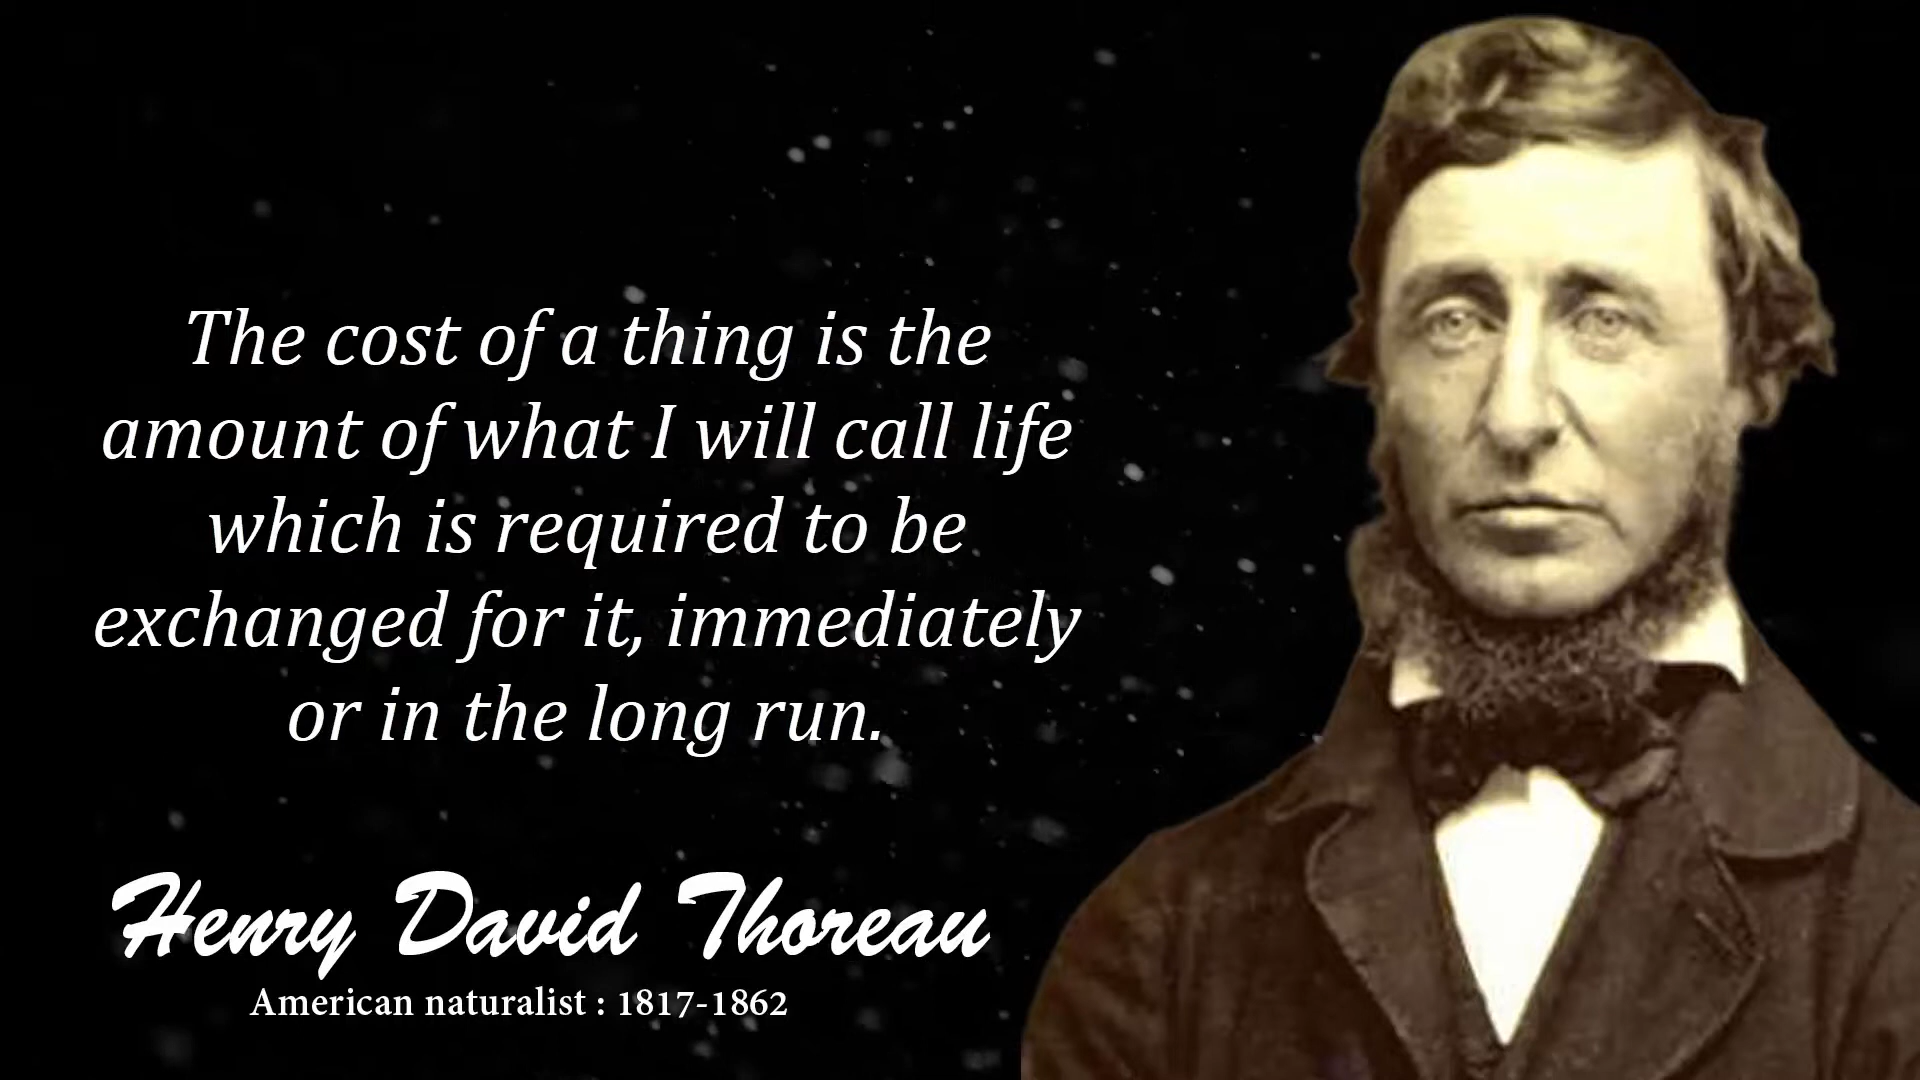 The cost of a thing is the
amount of what I will call life
which is required to be
exchanged for it, immediately
or in the long run.
Henry David Thoreau
American naturalist : 1817-1862